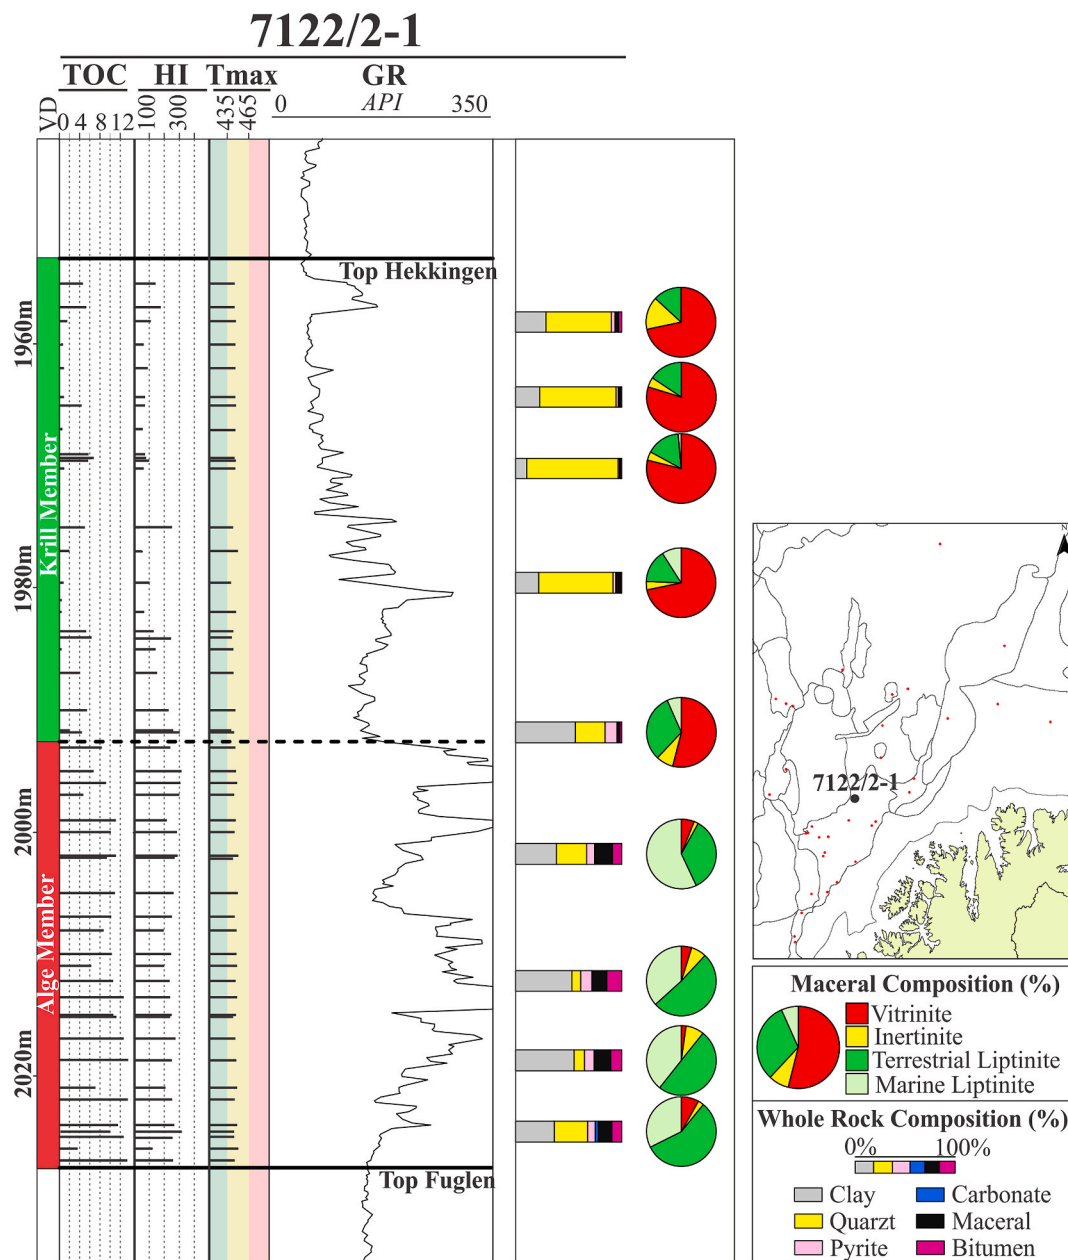 7122/2-1
TOC HI Tmax GR
VD 0 4 8 12 100 300 435 465 0 API 350
Top Hekkingen
1960m
Krill Member
1980m
2000m
Alge Member
2020m
Top Fuglen
N
7122/2-1
Maceral Composition (%)
Vitrinite
Inertinite
Terrestrial Liptinite
Marine Liptinite
Whole Rock Composition (%)
0% 100%
Clay Carbonate
Quarzt Maceral
Pyrite Bitumen